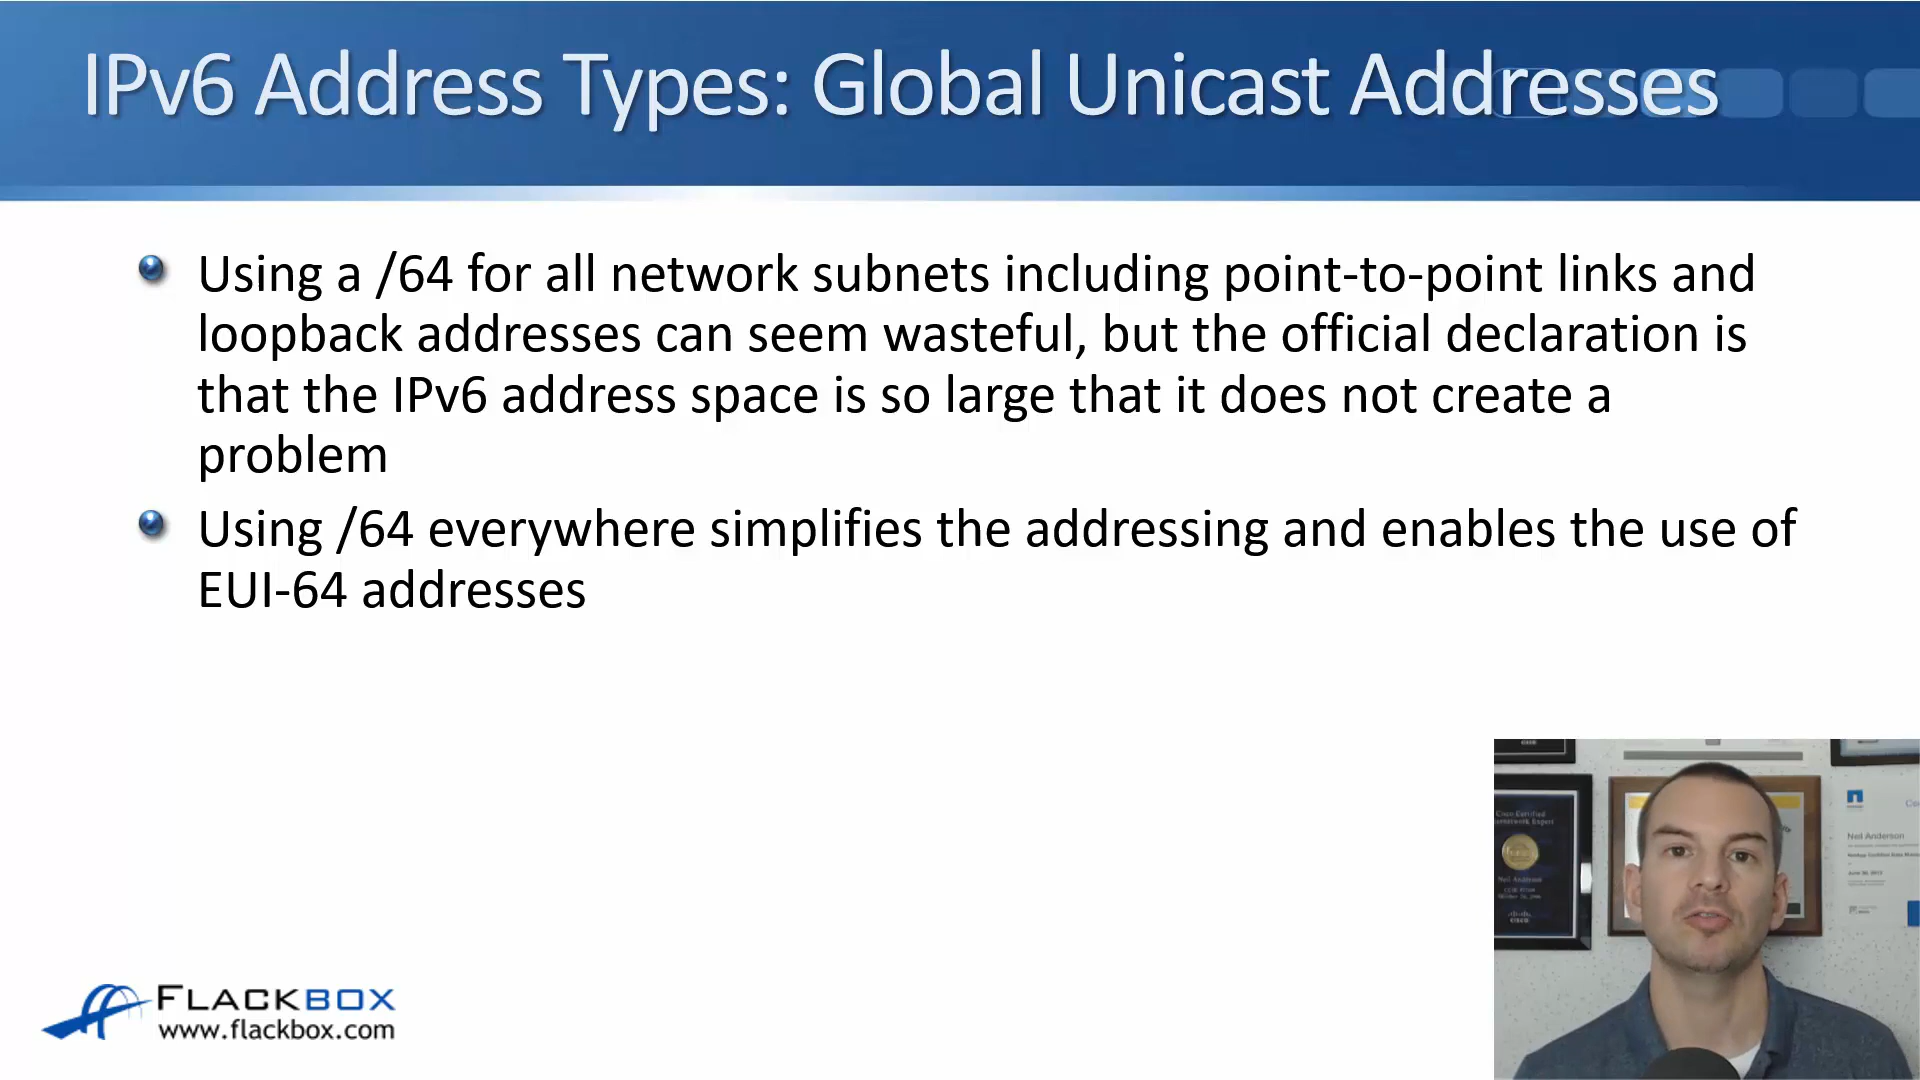 IPv6 Address Types: Global Unicast Addresses
Using a /64 for all network subnets including point-to-point links and
loopback addresses can seem wasteful, but the official declaration is
that the IPv6 address space is so large that it does not create a
problem
Using /64 everywhere simplifies the addressing and enables the use of
EUI-64 addresses
FLACKBOX
www.flackbox.com
Neil Anderson